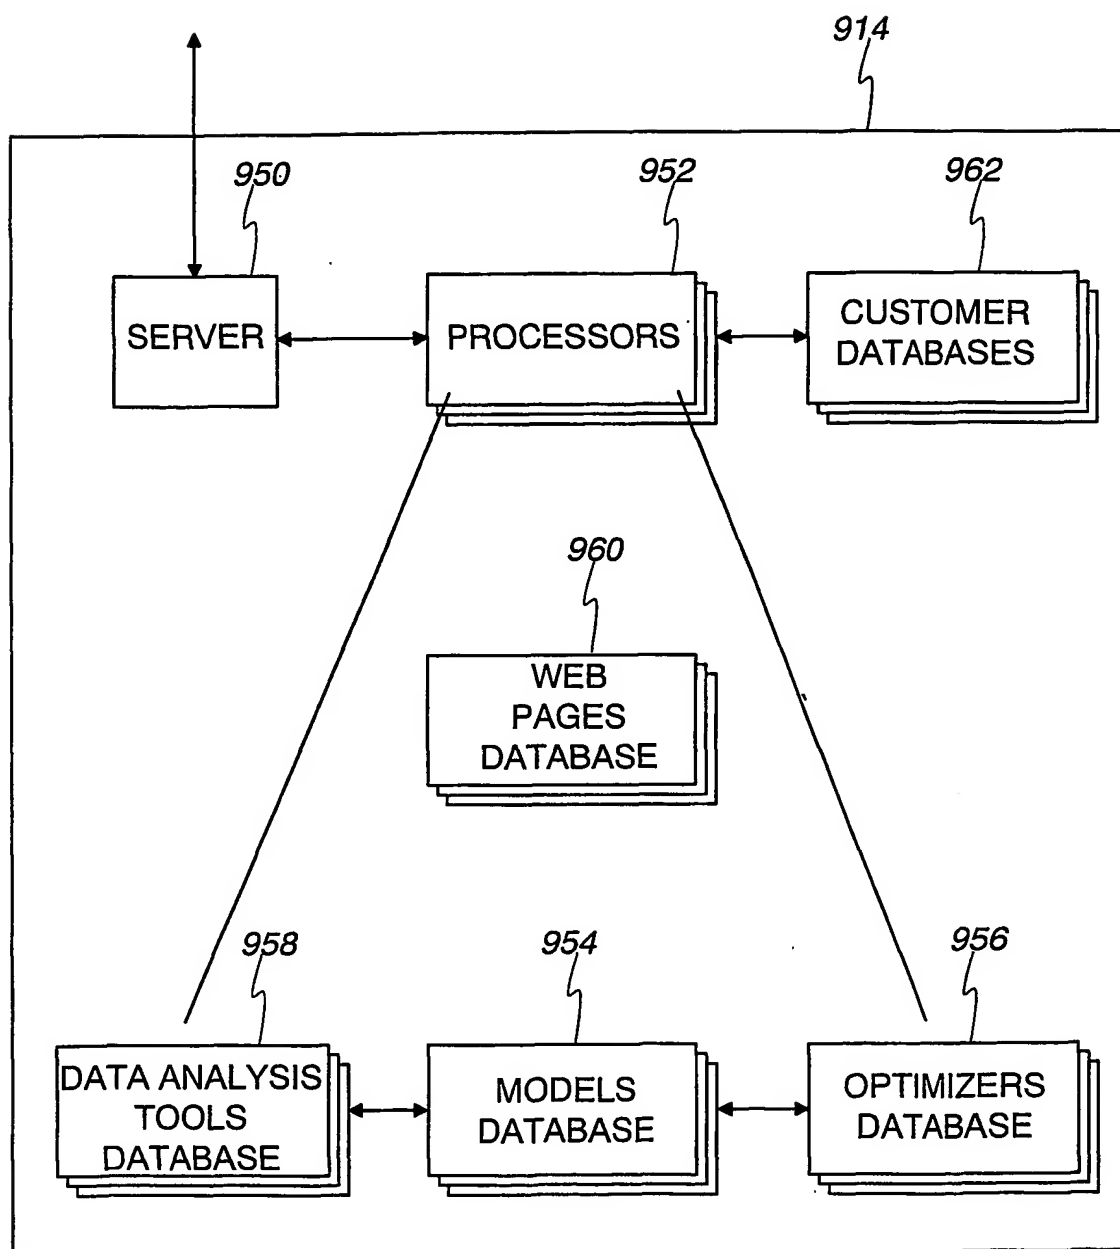 914
950
952
962
SERVER
PROCESSORS
CUSTOMER
DATABASES
960
WEB
PAGES
DATABASE
958
954
956
DATA ANALYSIS
TOOLS
DATABASE
MODELS
DATABASE
OPTIMIZERS
DATABASE